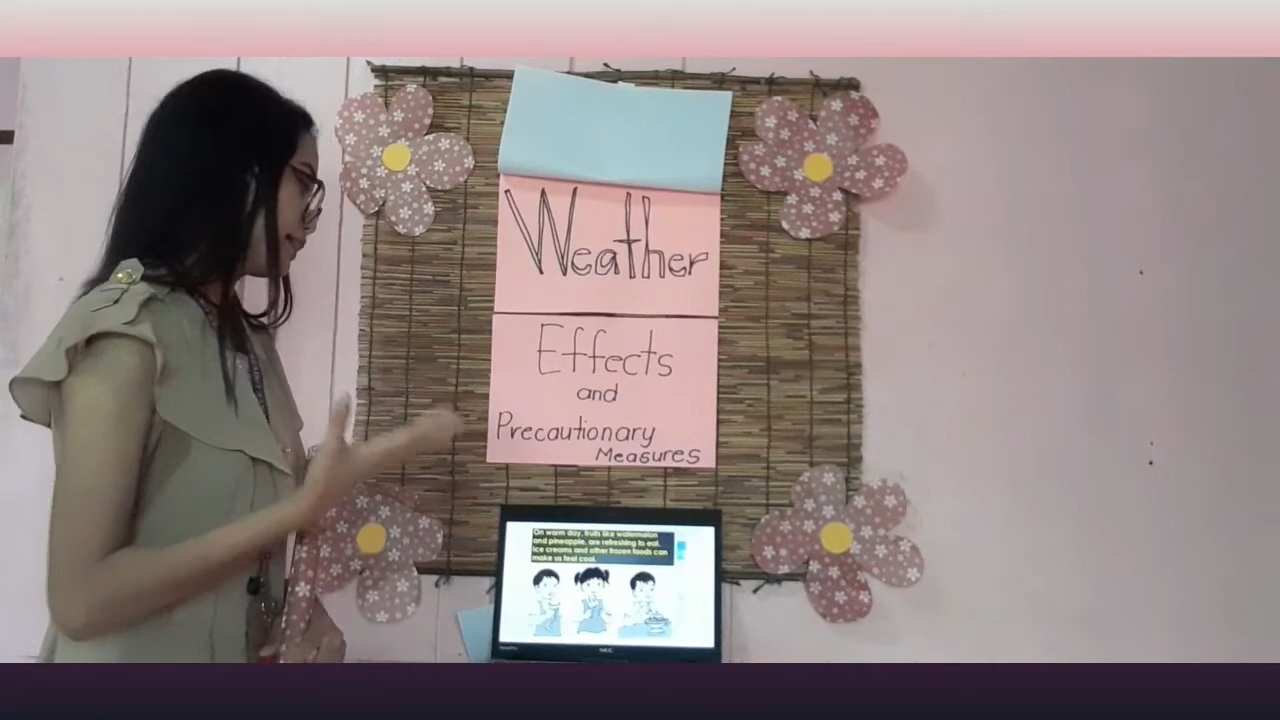 Weather
Effects
and
Precautionary
Measures
On warm day, fruits like watermelon
and pineapple, are refreshing to eat.
Ice creams and other frozen foods can
make us feel cool.
NEC